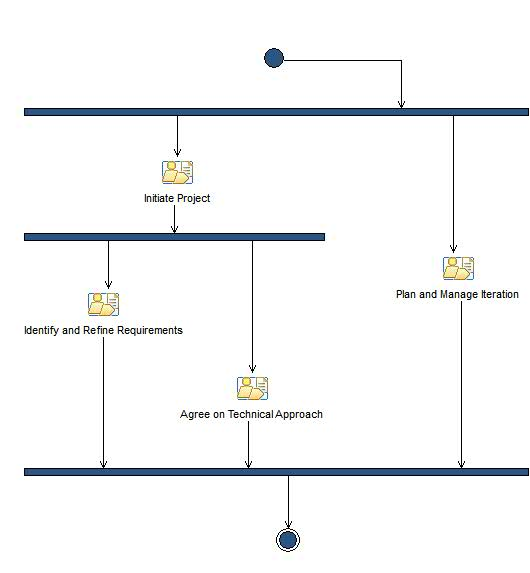 Initiate Project
Plan and Manage Iteration
Identify and Refine Requirements
Agree on Technical Approach